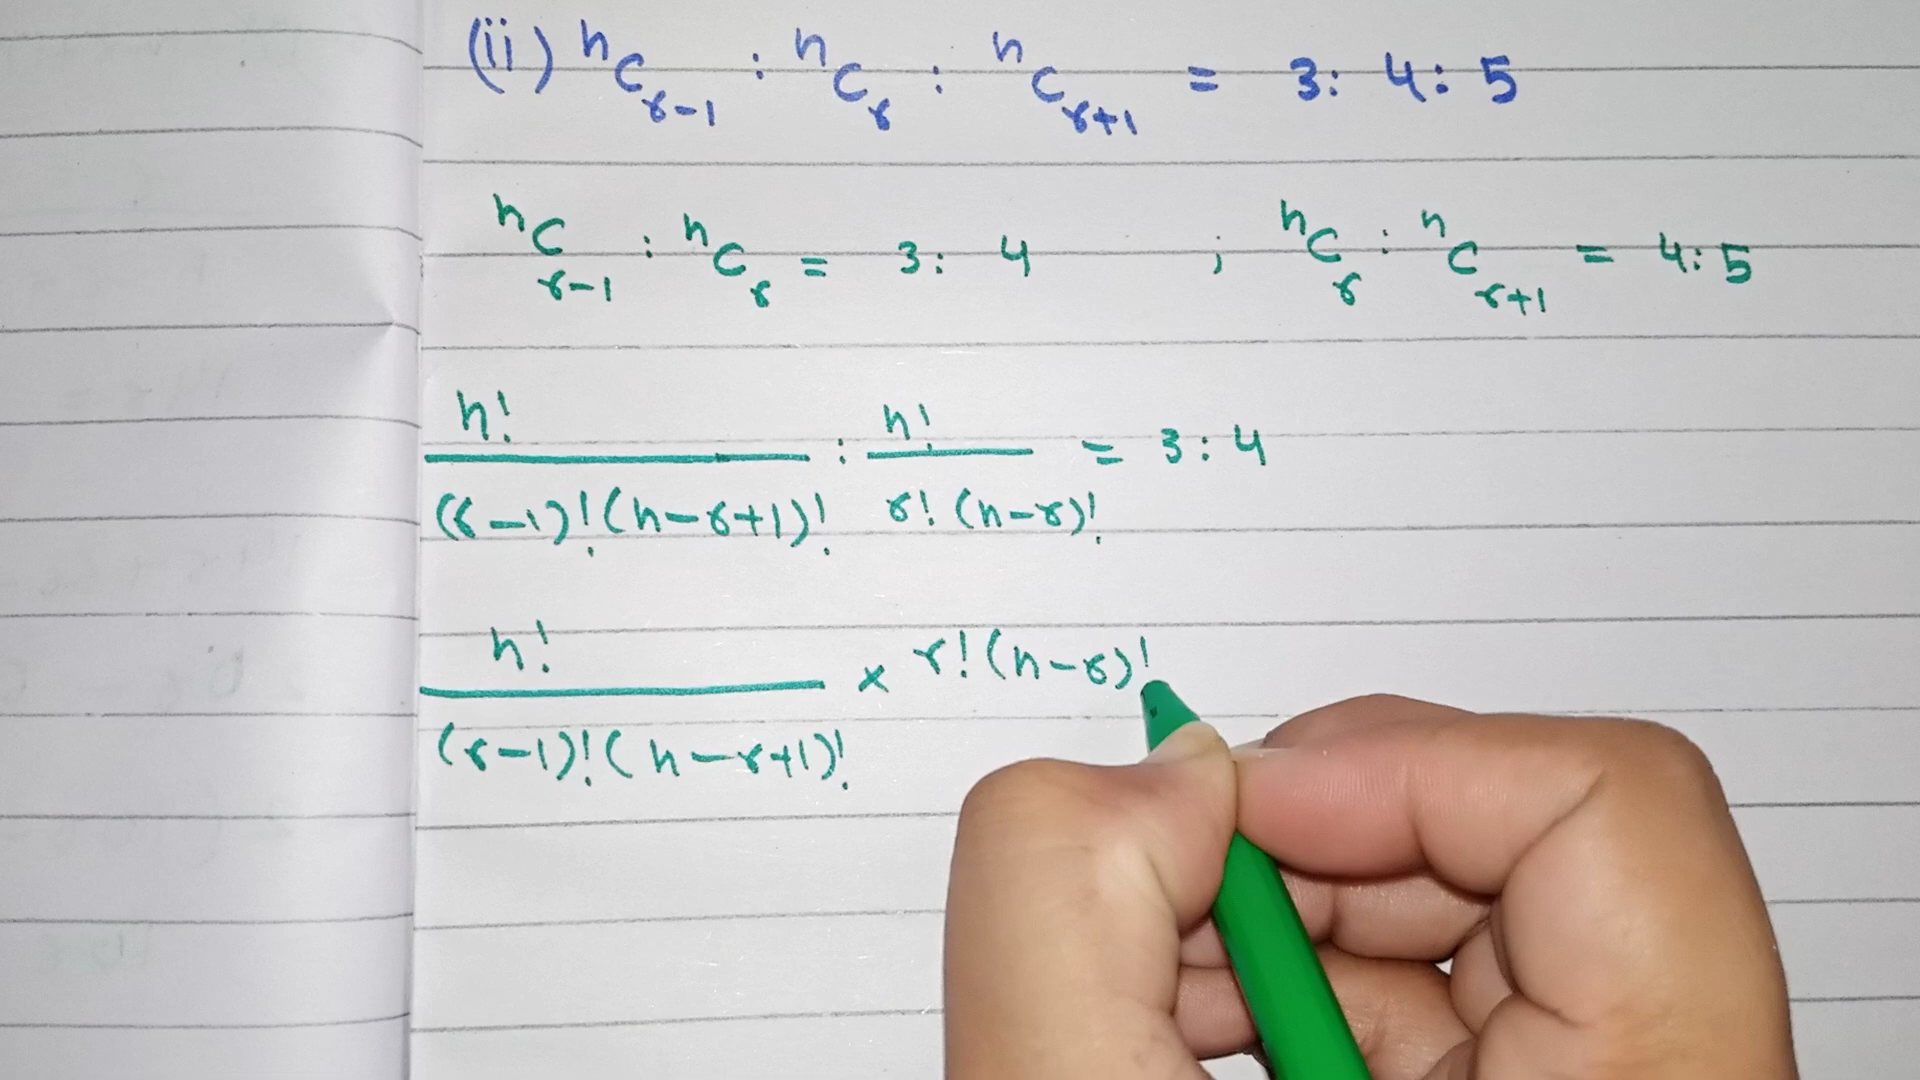 (ii) ⁿC_{r-1} : ⁿC_r : ⁿC_{r+1} = 3 : 4 : 5
ⁿC_{r-1} : ⁿC_r = 3 : 4 ; ⁿC_r : ⁿC_{r+1} = 4 : 5
n! / (r-1)! (n-r+1)! : n! / r! (n-r)! = 3 : 4
n! / (r-1)! (n-r+1)! × r! (n-r)!